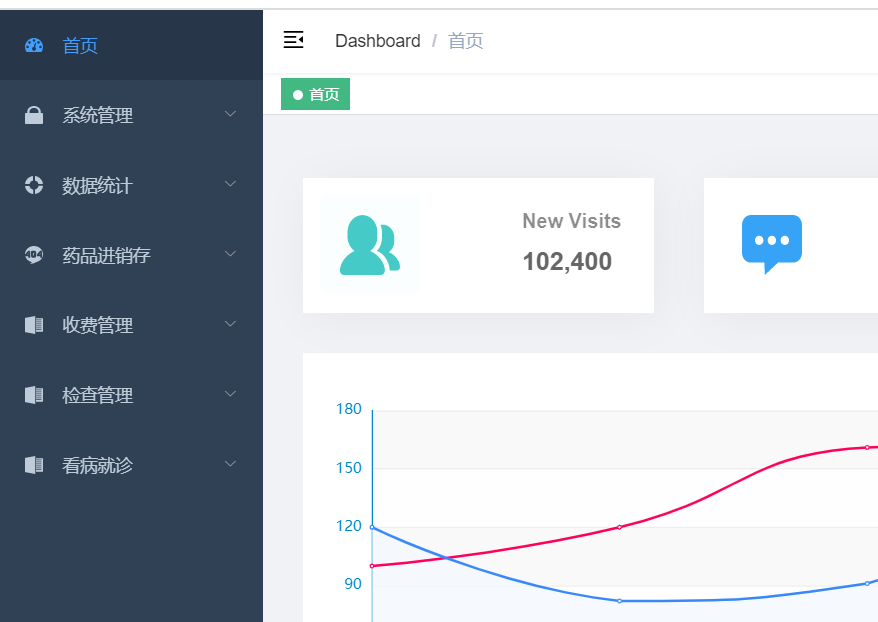 首页
系统管理
数据统计
404 药品进销存
收费管理
检查管理
看病就诊
Dashboard / 首页
首页
New Visits
102,400
180
150
120
90